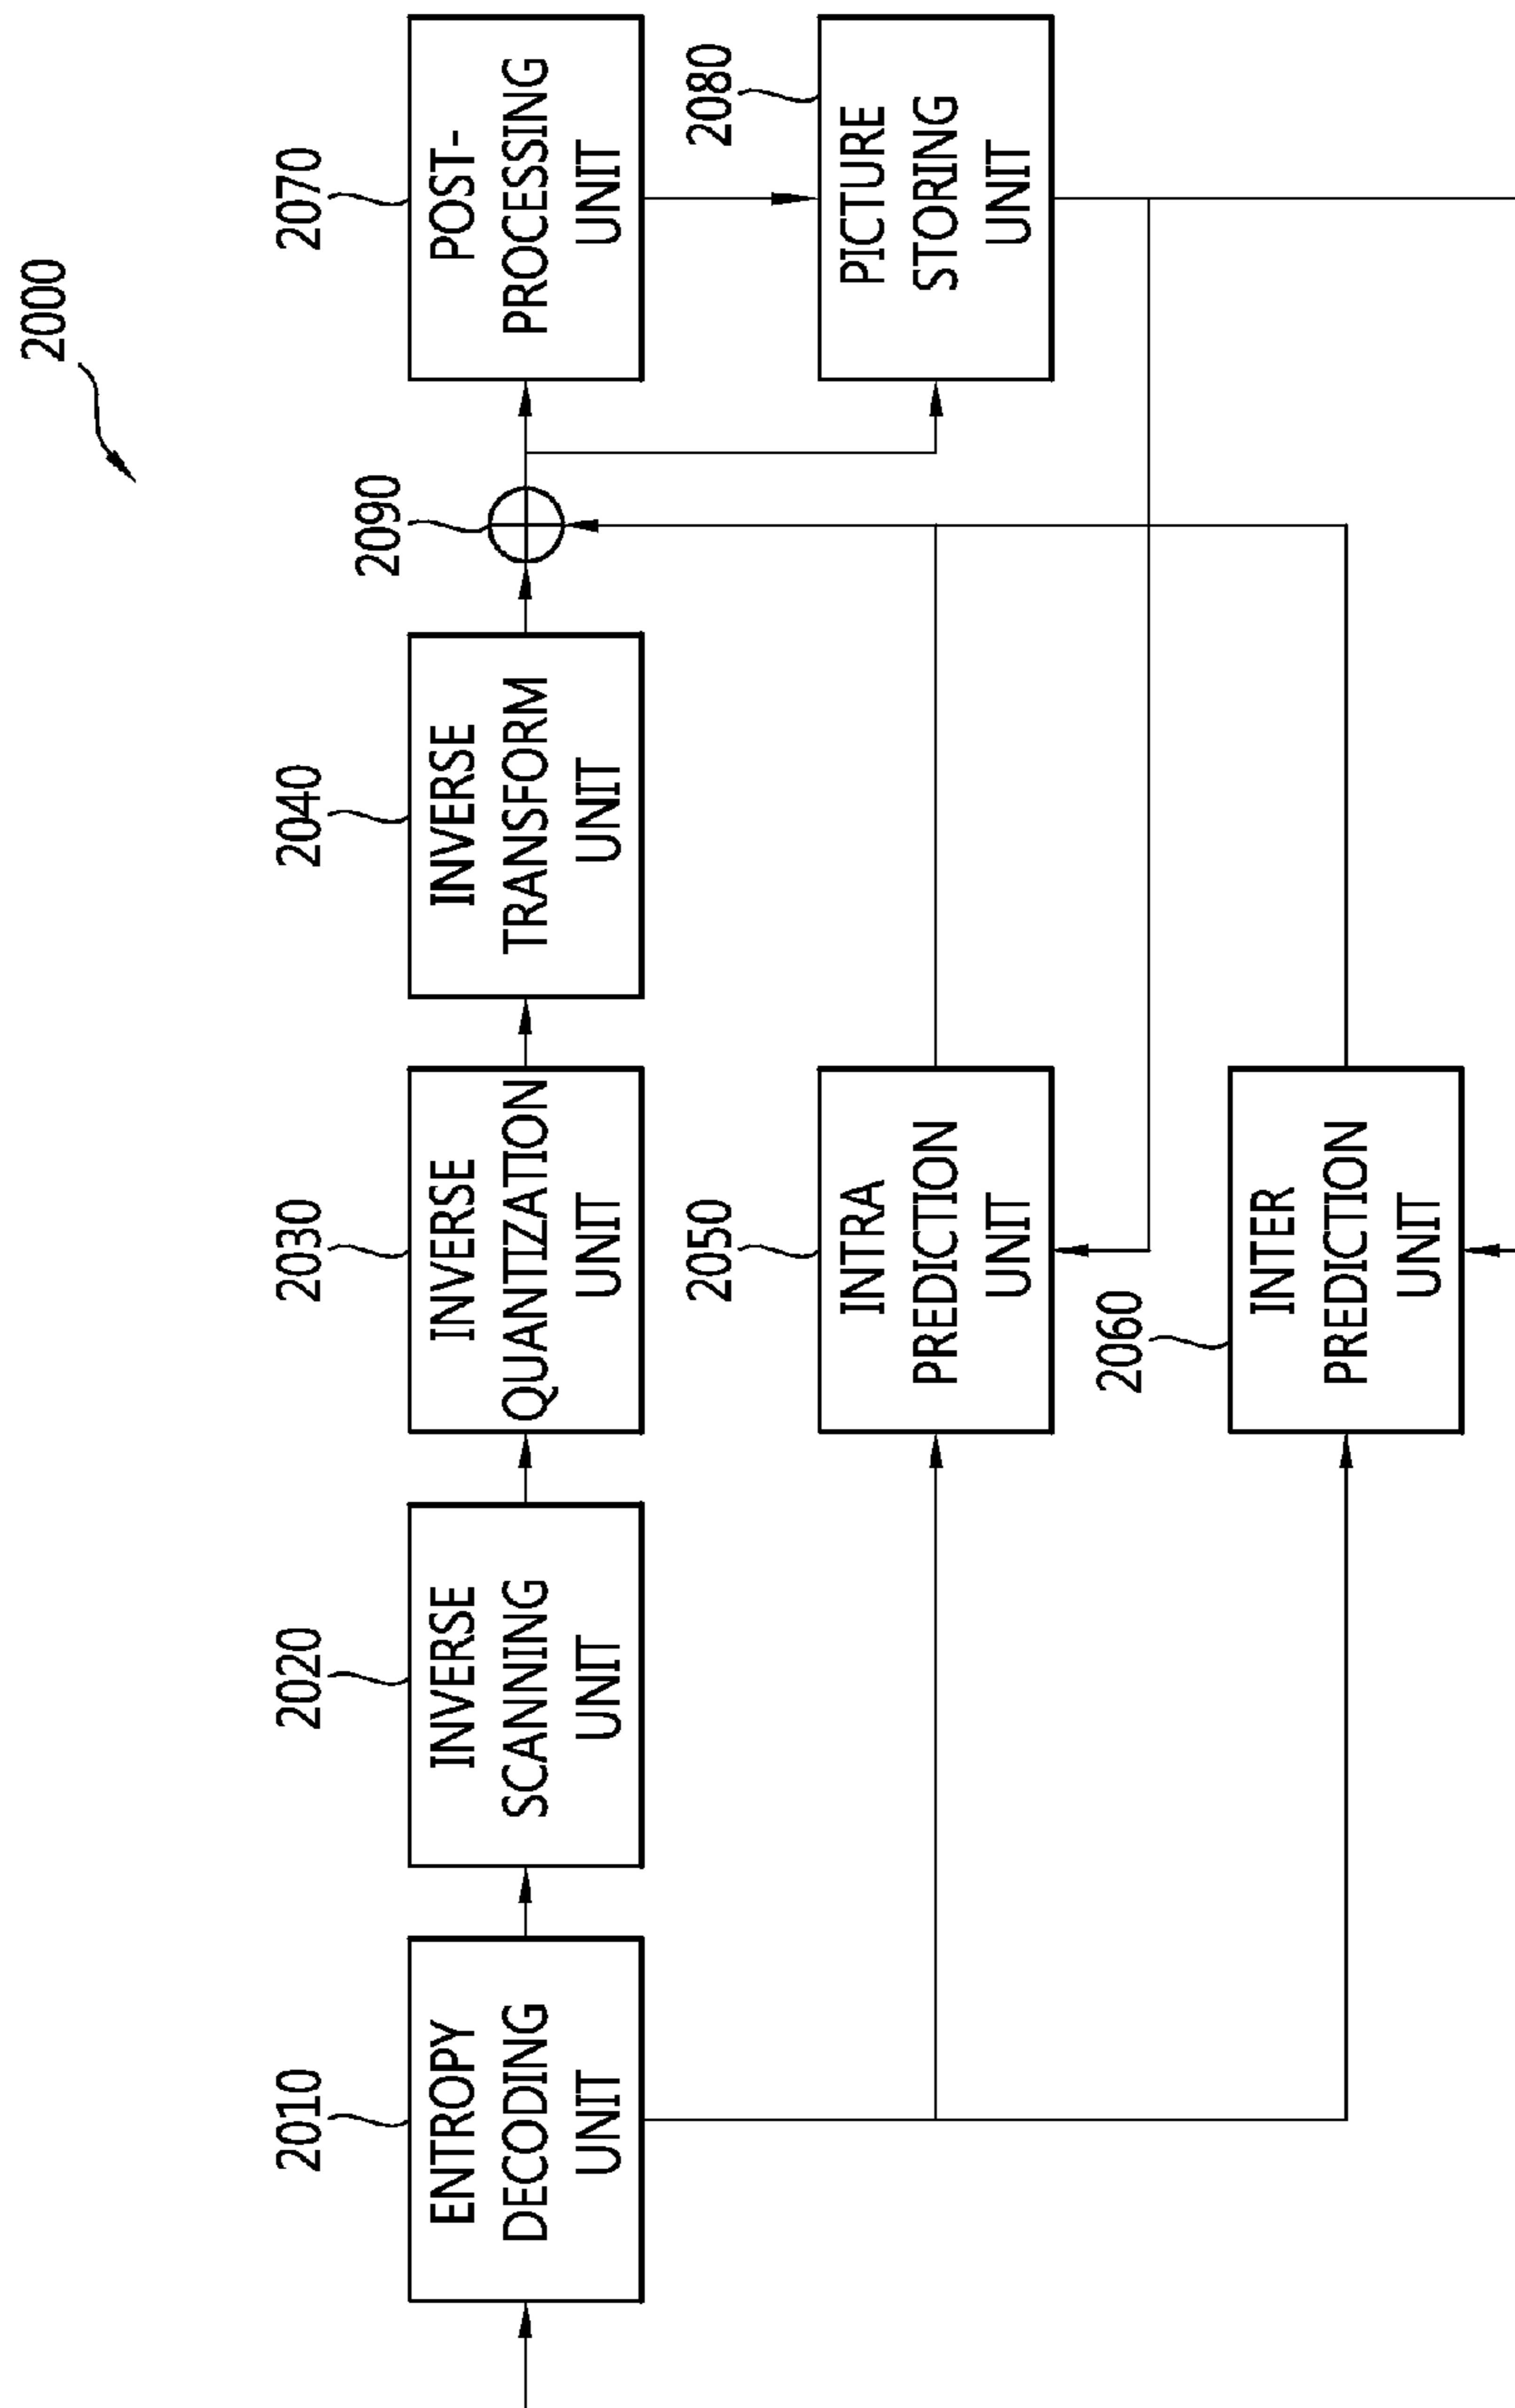 2000
2010
ENTROPY
DECODING
UNIT
2020
INVERSE
SCANNING
UNIT
2030
INVERSE
QUANTIZATION
UNIT
2040
INVERSE
TRANSFORM
UNIT
2090
2070
POST-
PROCESSING
UNIT
2050
INTRA
PREDICTION
UNIT
2080
PICTURE
STORING
UNIT
2060
INTER
PREDICTION
UNIT